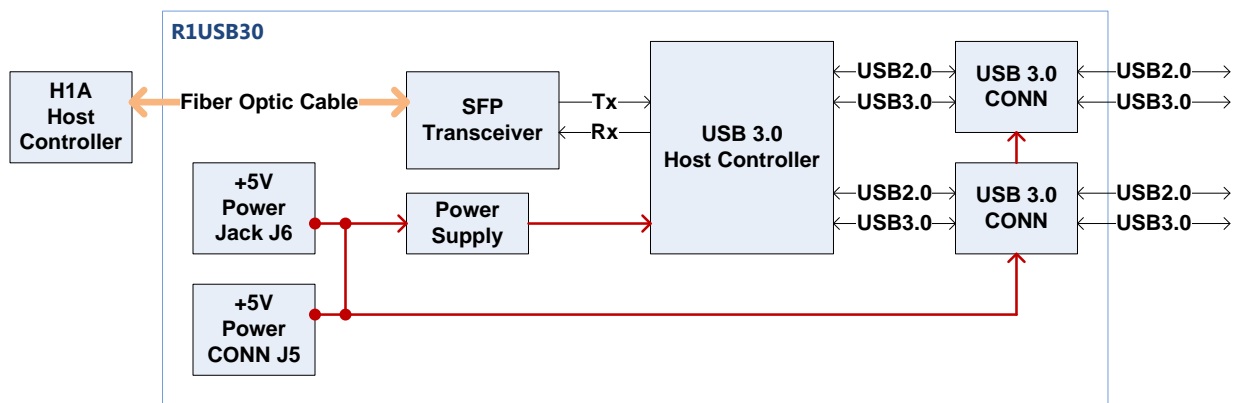 R1USB30
H1A
Host
Controller
Fiber Optic Cable
SFP
Transceiver
Tx
Rx
USB 3.0
Host Controller
USB2.0
USB3.0
USB 3.0
CONN
USB2.0
USB3.0
USB2.0
USB3.0
USB 3.0
CONN
USB2.0
USB3.0
+5V
Power
Jack J6
Power
Supply
+5V
Power
CONN J5